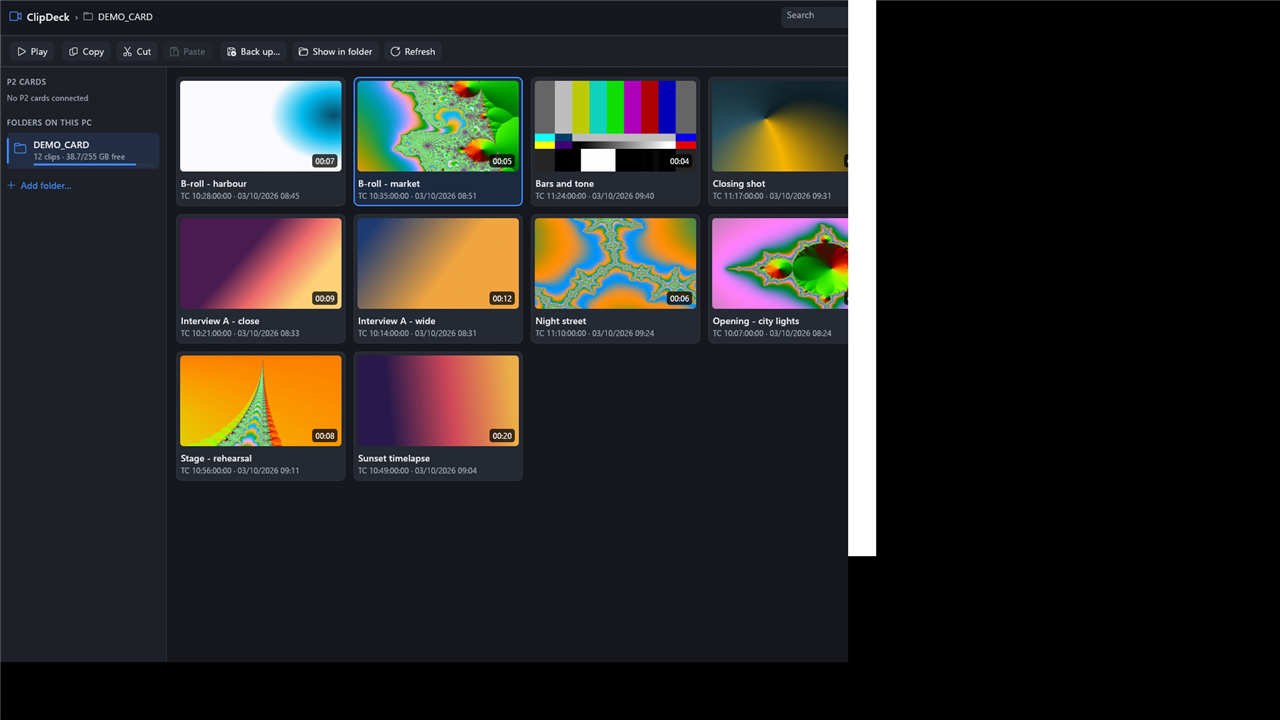 ClipDeck › DEMO_CARD
Search
Play Copy Cut Paste Back up... Show in folder Refresh
P2 CARDS
No P2 cards connected
FOLDERS ON THIS PC
DEMO_CARD
12 clips · 38.7/255 GB free
+ Add folder...
00:07
00:05
00:04
B-roll - harbour
TC 10:28:00:00 · 03/10/2026 08:45
B-roll - market
TC 10:35:00:00 · 03/10/2026 08:51
Bars and tone
TC 11:24:00:00 · 03/10/2026 09:40
Closing shot
TC 11:17:00:00 · 03/10/2026 09:31
00:09
00:12
00:06
Interview A - close
TC 10:21:00:00 · 03/10/2026 08:33
Interview A - wide
TC 10:14:00:00 · 03/10/2026 08:31
Night street
TC 11:10:00:00 · 03/10/2026 09:24
Opening - city lights
TC 10:07:00:00 · 03/10/2026 08:24
00:08
00:20
Stage - rehearsal
TC 10:56:00:00 · 03/10/2026 09:11
Sunset timelapse
TC 10:49:00:00 · 03/10/2026 09:04